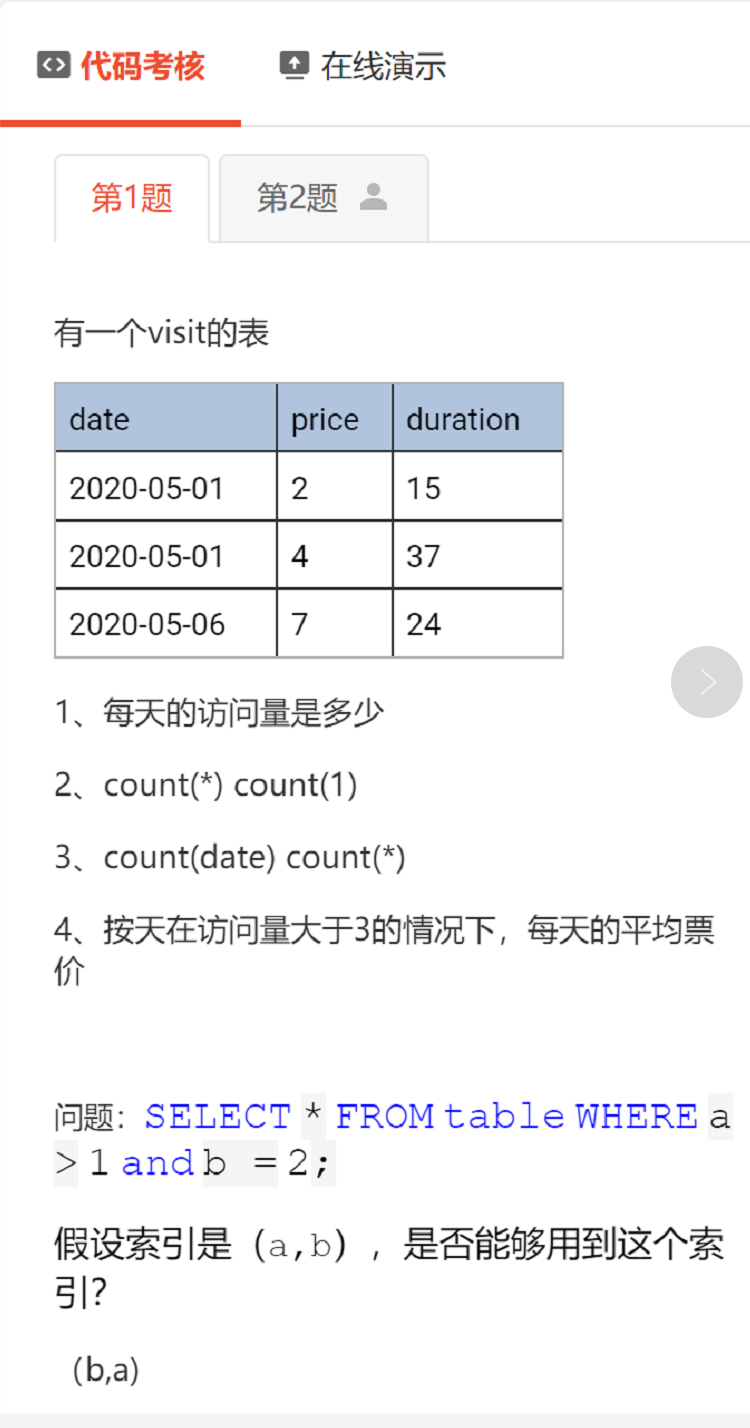 代码考核 在线演示
第1题 第2题
有一个visit的表
date price duration
2020-05-01 2 15
2020-05-01 4 37
2020-05-06 7 24
1、每天的访问量是多少
2、count(*) count(1)
3、count(date) count(*)
4、按天在访问量大于3的情况下，每天的平均票
价
问题：SELECT * FROM table WHERE a
> 1 and b = 2;
假设索引是（a,b），是否能够用到这个索
引?
（b,a)